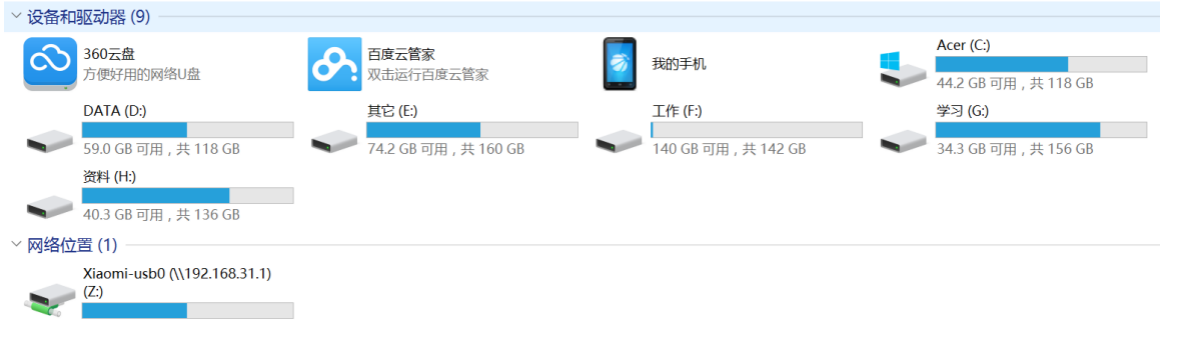 设备和驱动器 (9)
360云盘
方便好用的网络U盘
百度云管家
双击运行百度云管家
我的手机
Acer (C:)
44.2 GB 可用，共 118 GB
DATA (D:)
59.0 GB 可用，共 118 GB
其它 (E:)
74.2 GB 可用，共 160 GB
工作 (F:)
140 GB 可用，共 142 GB
学习 (G:)
34.3 GB 可用，共 156 GB
资料 (H:)
40.3 GB 可用，共 136 GB
网络位置 (1)
Xiaomi-usb0 (\\192.168.31.1)
(Z:)